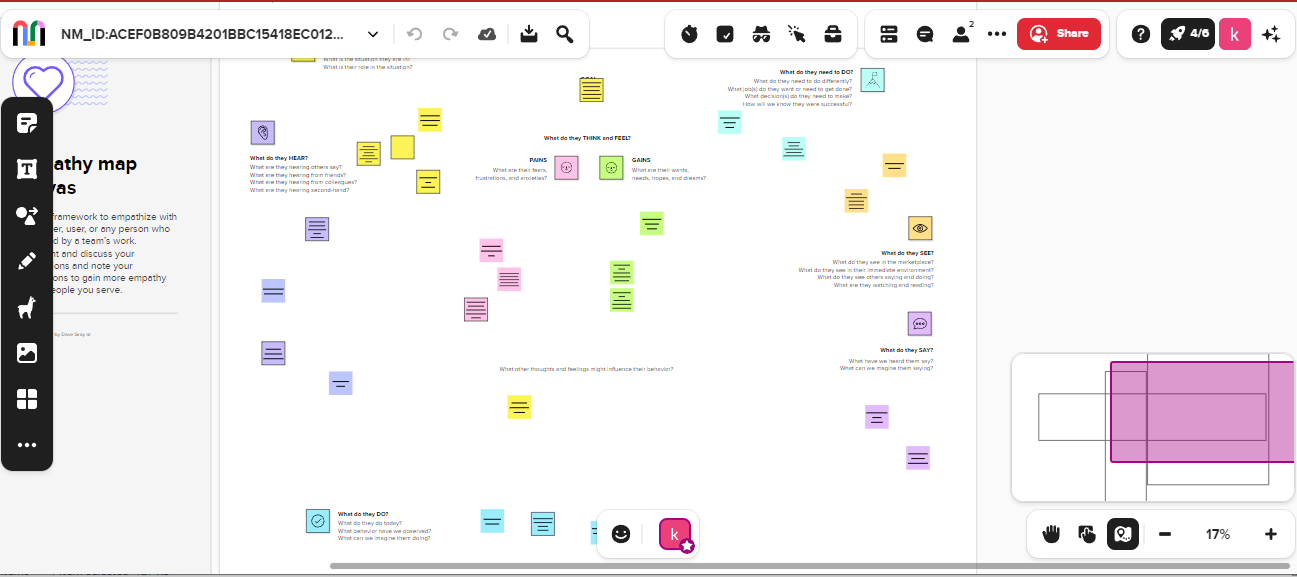 NM_ID:ACEF0B809B4201BBC15418EC012...
2
Share
4/6
k
What is the situation they are in?
What is their role in the situation?
What do they need to DO?
What do they need to do differently?
What job(s) do they want or need to get done?
What decision(s) do they need to make?
How will we know they were successful?
What do they THINK and FEEL?
PAINS
What are their fears,
frustrations, and anxieties?
GAINS
What are their wants,
needs, hopes, and dreams?
What do they HEAR?
What are they hearing others say?
What are they hearing from friends?
What are they hearing from colleagues?
What are they hearing second-hand?
athy map
vas
framework to empathize with
er, user, or any person who
d by a team's work.
nt and discuss your
ions and note your
ons to gain more empathy
eople you serve.
by Dave Gray at
What do they SEE?
What do they see in the marketplace?
What do they see in their immediate environment?
What do they see others saying and doing?
What are they watching and reading?
What do they SAY?
What have we heard them say?
What can we imagine them saying?
What other thoughts and feelings might influence their behavior?
What do they DO?
What do they do today?
What behavior have we observed?
What can we imagine them doing?
k
17%